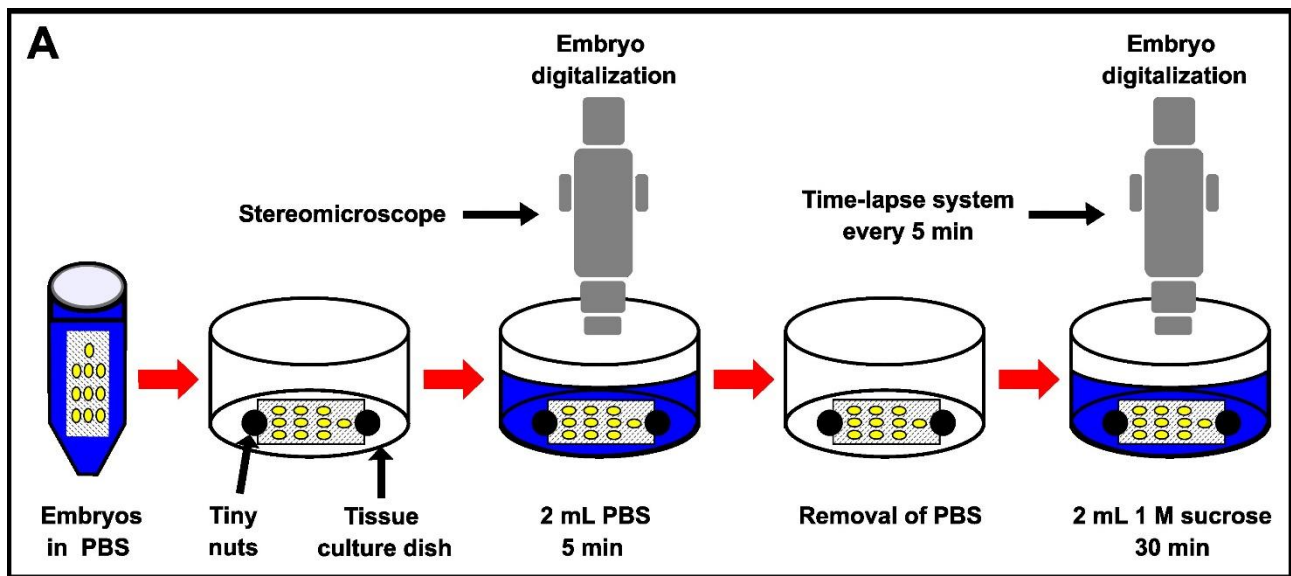 A
Embryo
digitalization
Embryo
digitalization
Stereomicroscope
Time-lapse system
every 5 min
Embryos
in PBS
Tiny
nuts
Tissue
culture dish
2 mL PBS
5 min
Removal of PBS
2 mL 1 M sucrose
30 min